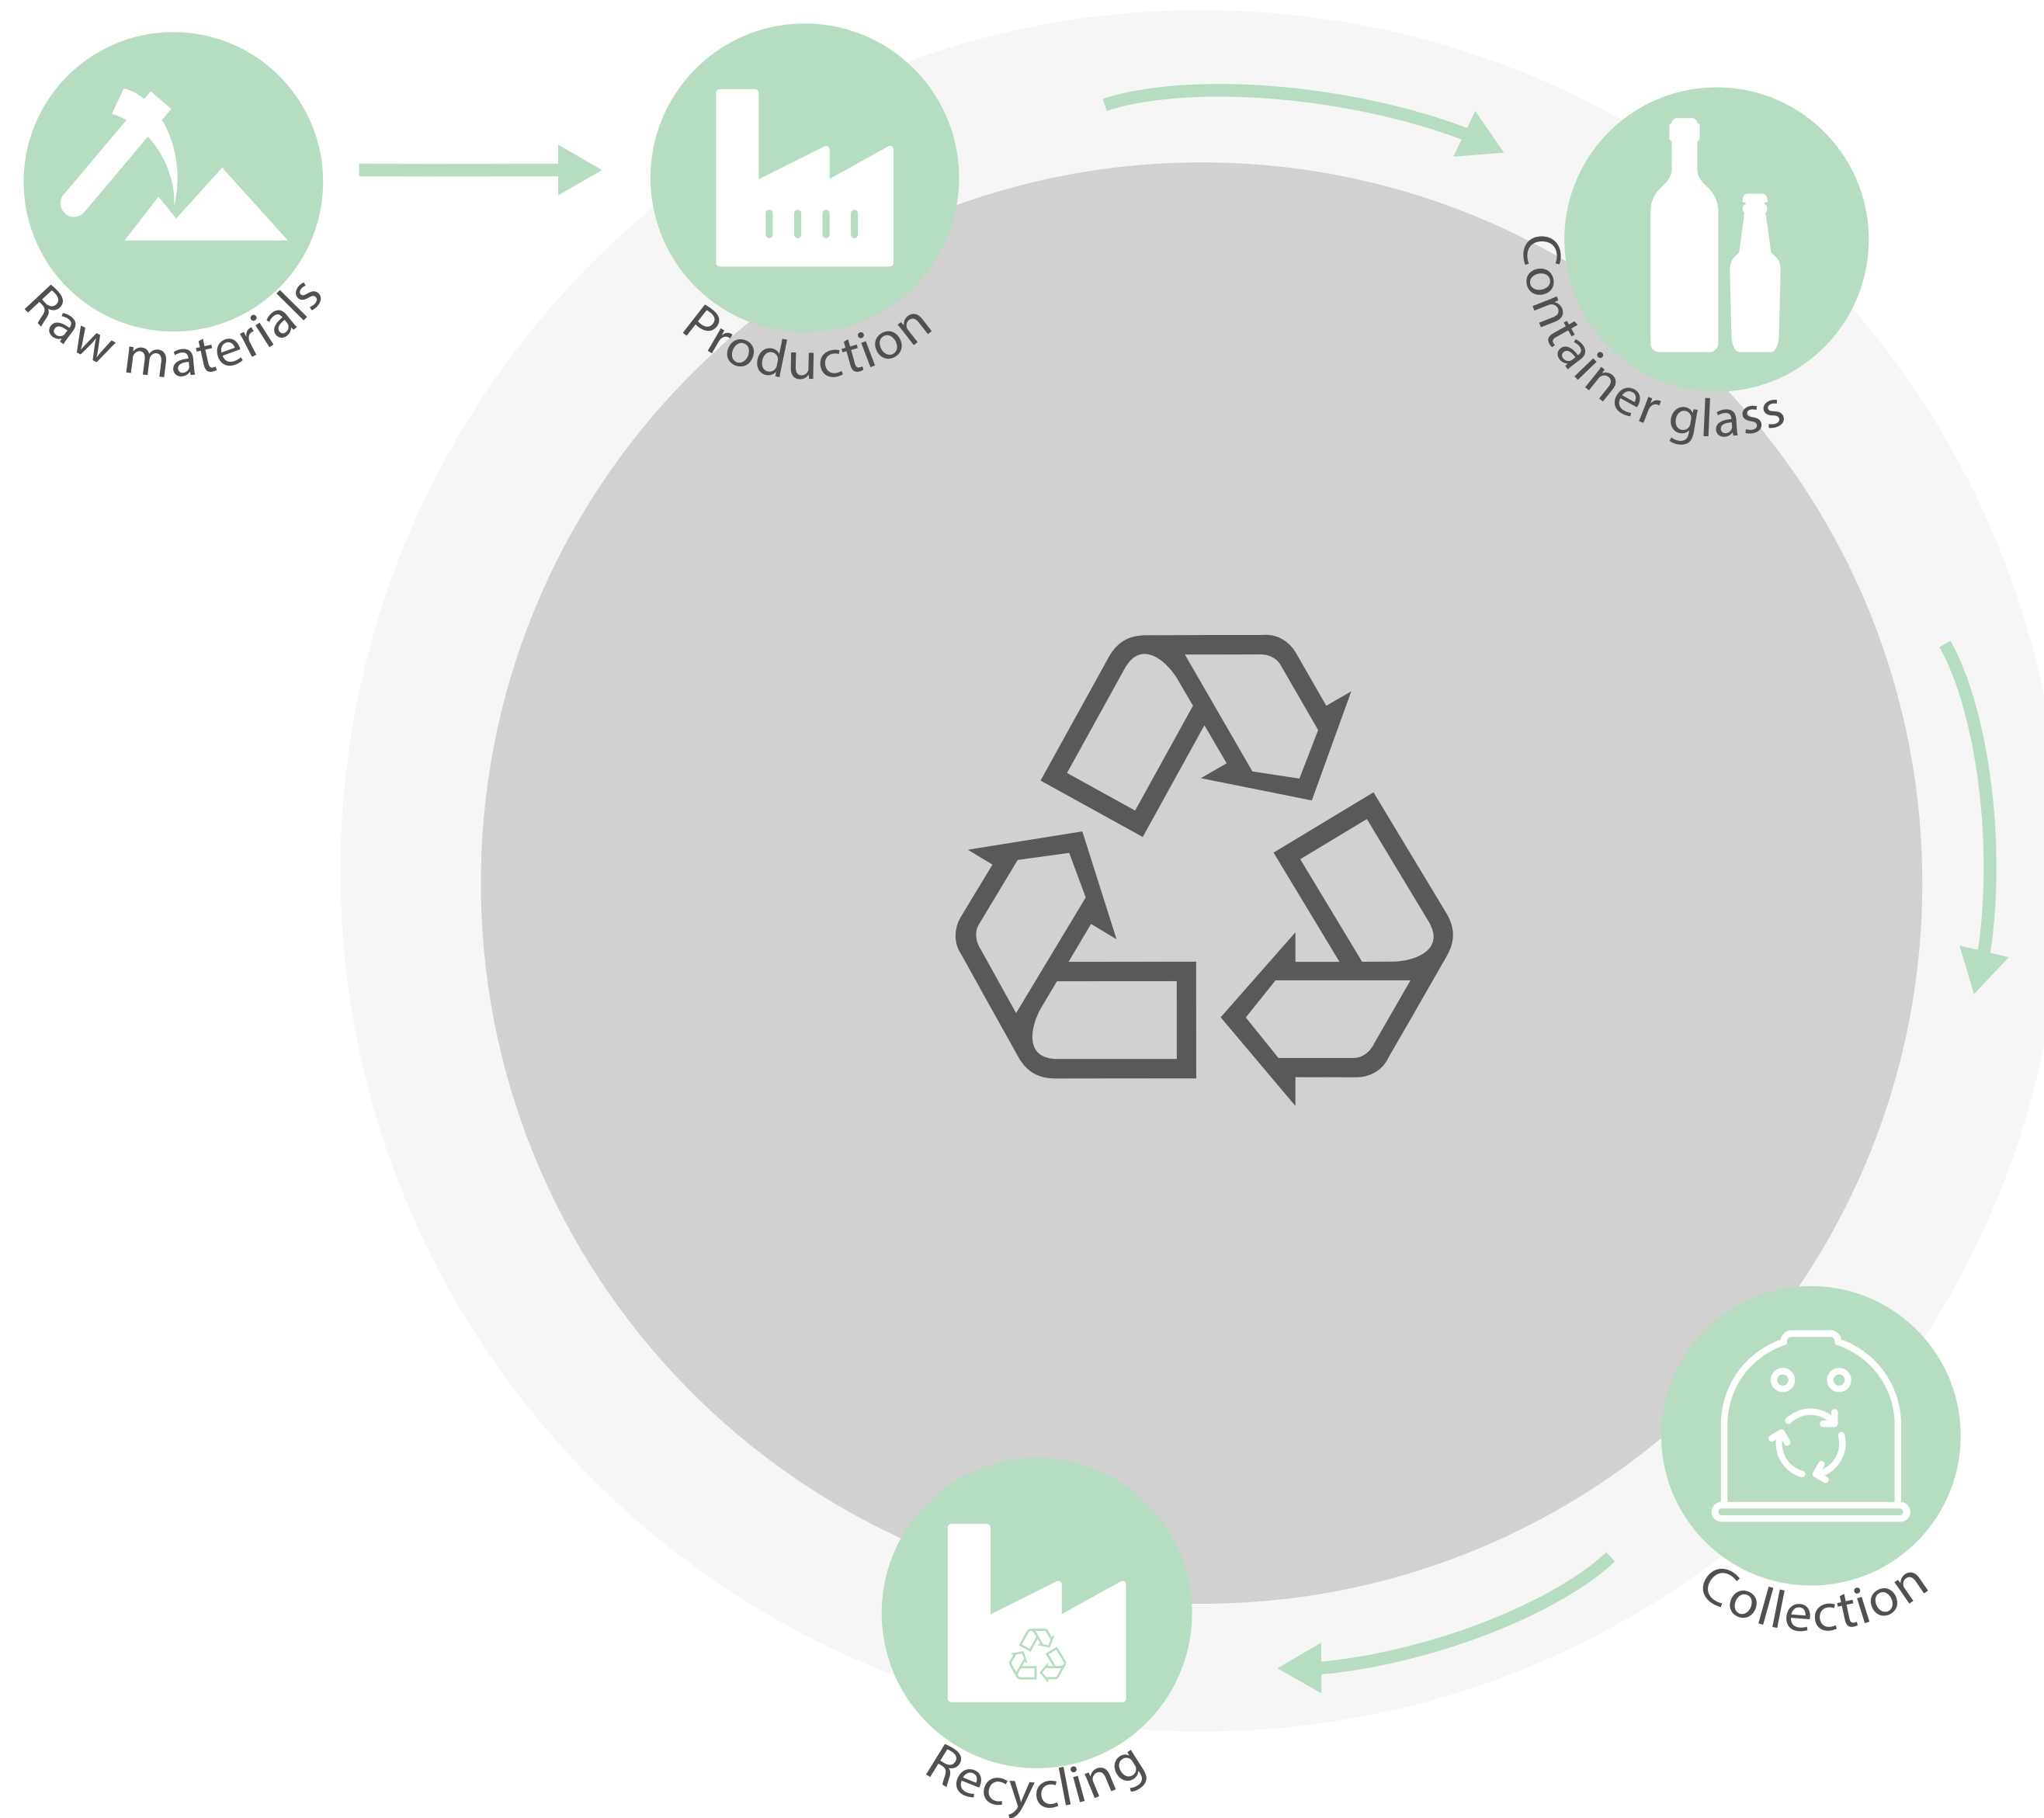 Raw materials
Production
Container glass
Collection
Recycling